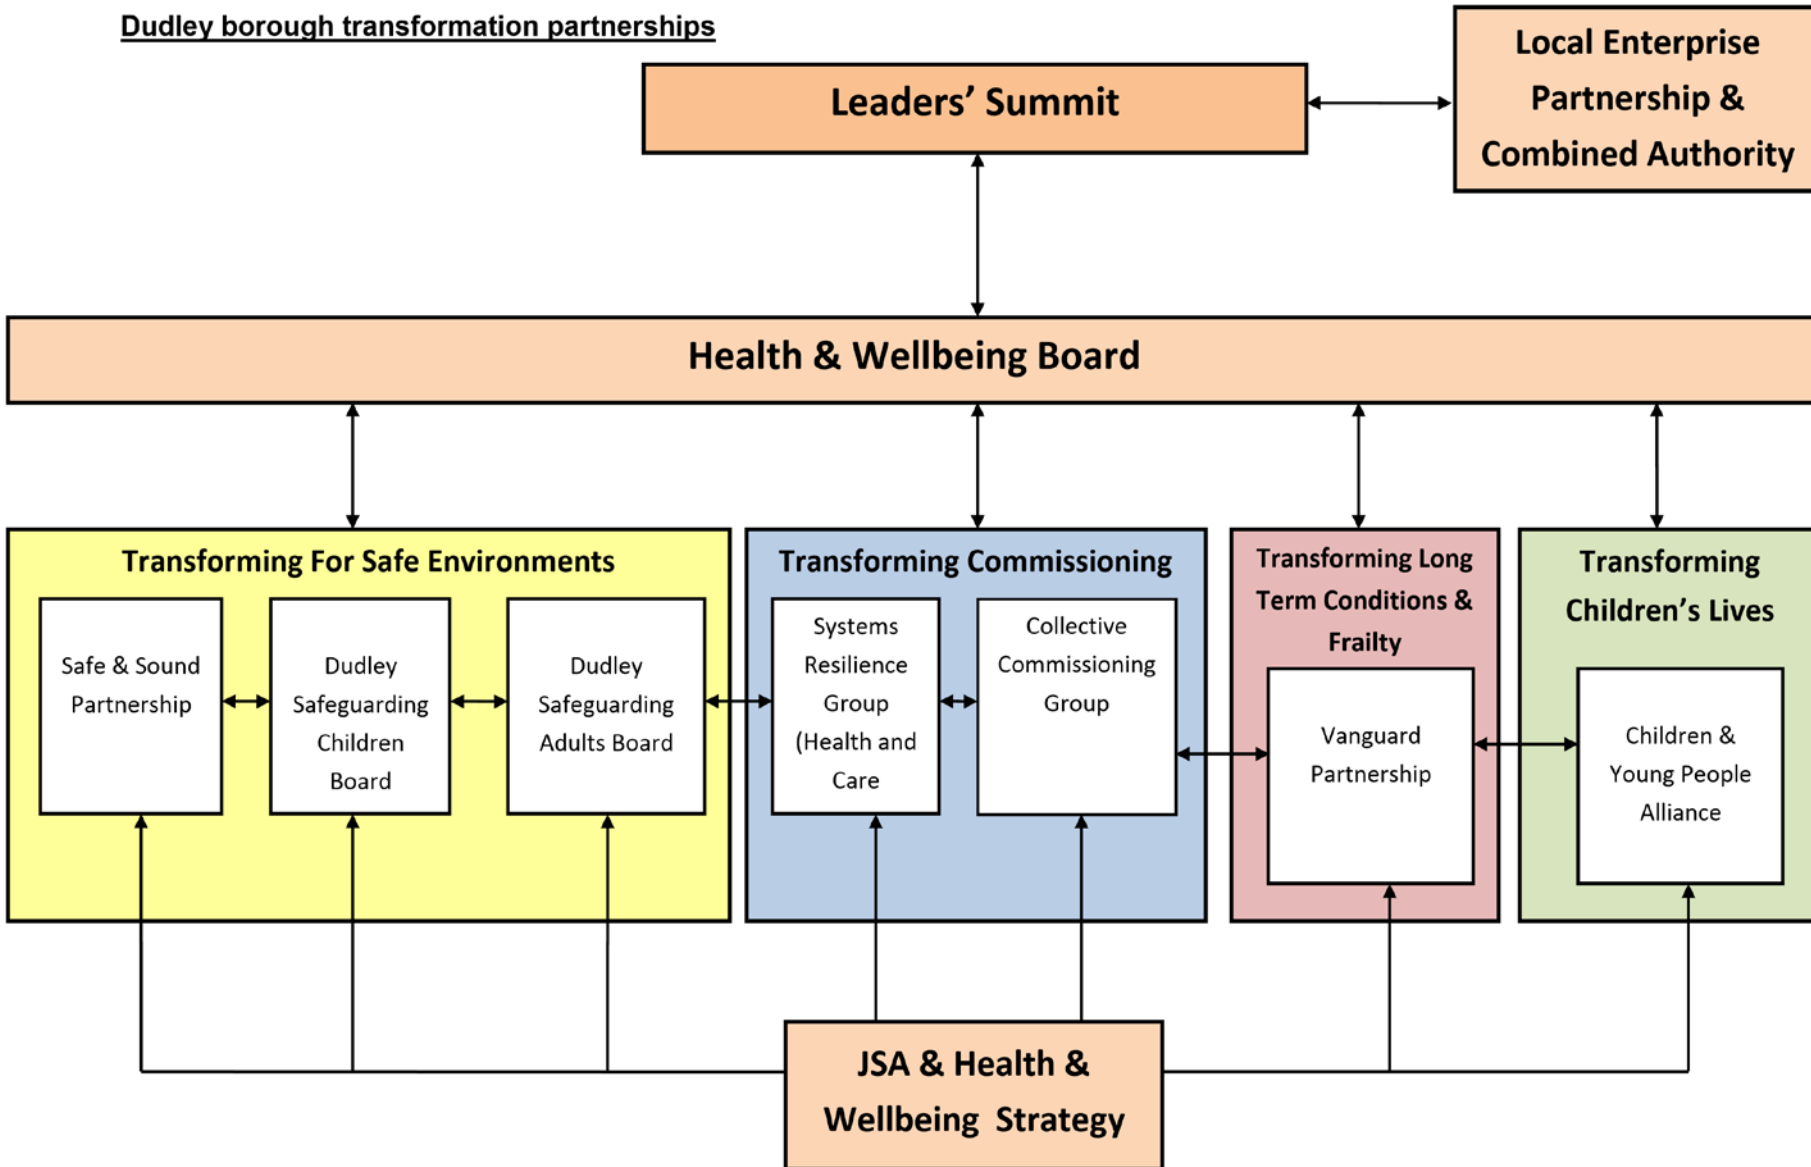 Dudley borough transformation partnerships
Local Enterprise
Partnership &
Combined Authority
Leaders’ Summit
Health & Wellbeing Board
Transforming For Safe Environments
Safe & Sound
Partnership
Dudley
Safeguarding
Children
Board
Dudley
Safeguarding
Adults Board
Transforming Commissioning
Systems
Resilience
Group
(Health and
Care
Collective
Commissioning
Group
Transforming Long
Term Conditions &
Frailty
Vanguard
Partnership
Transforming
Children’s Lives
Children &
Young People
Alliance
JSA & Health &
Wellbeing Strategy